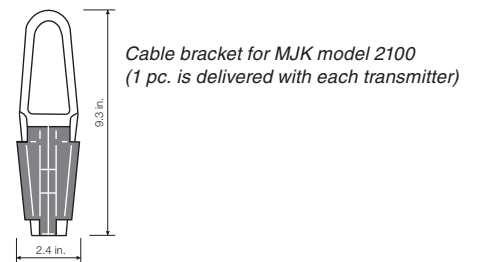 Cable bracket for MJK model 2100
(1 pc. is delivered with each transmitter)
9.3 in.
2.4 in.